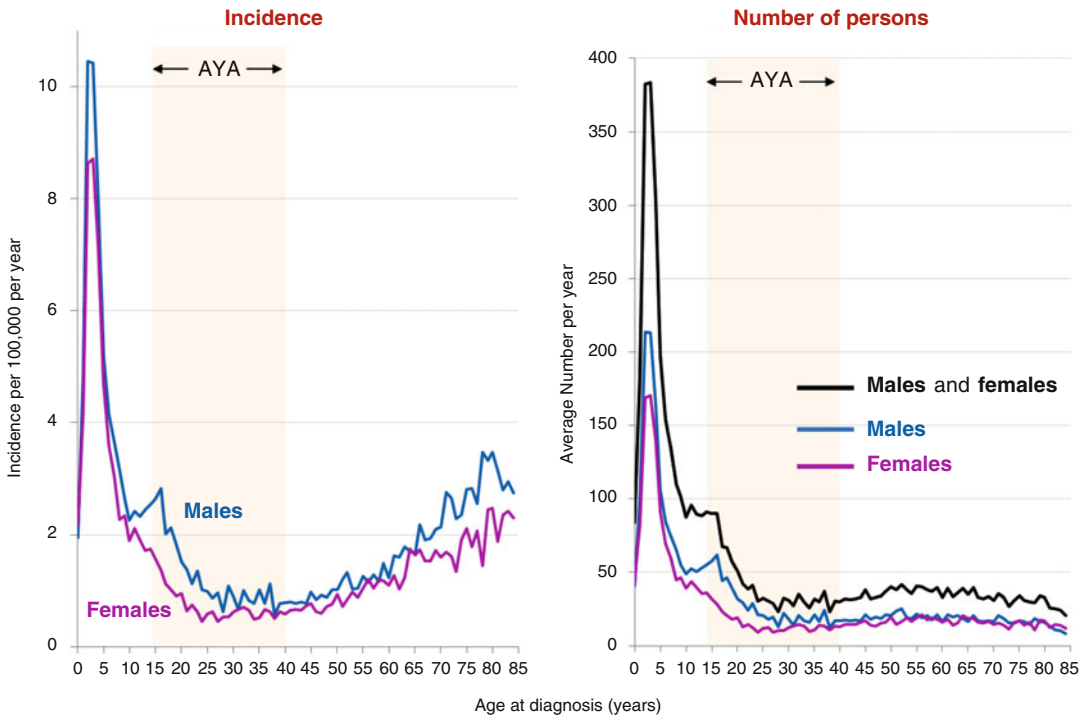 Incidence
Incidence per 100,000 per year
10
8
6
4
2
0
AYA
Males
Females
0 5 10 15 20 25 30 35 40 45 50 55 60 65 70 75 80 85
Number of persons
Average Number per year
400
350
300
250
200
150
100
50
0
AYA
Males and females
Males
Females
0 5 10 15 20 25 30 35 40 45 50 55 60 65 70 75 80 85
Age at diagnosis (years)